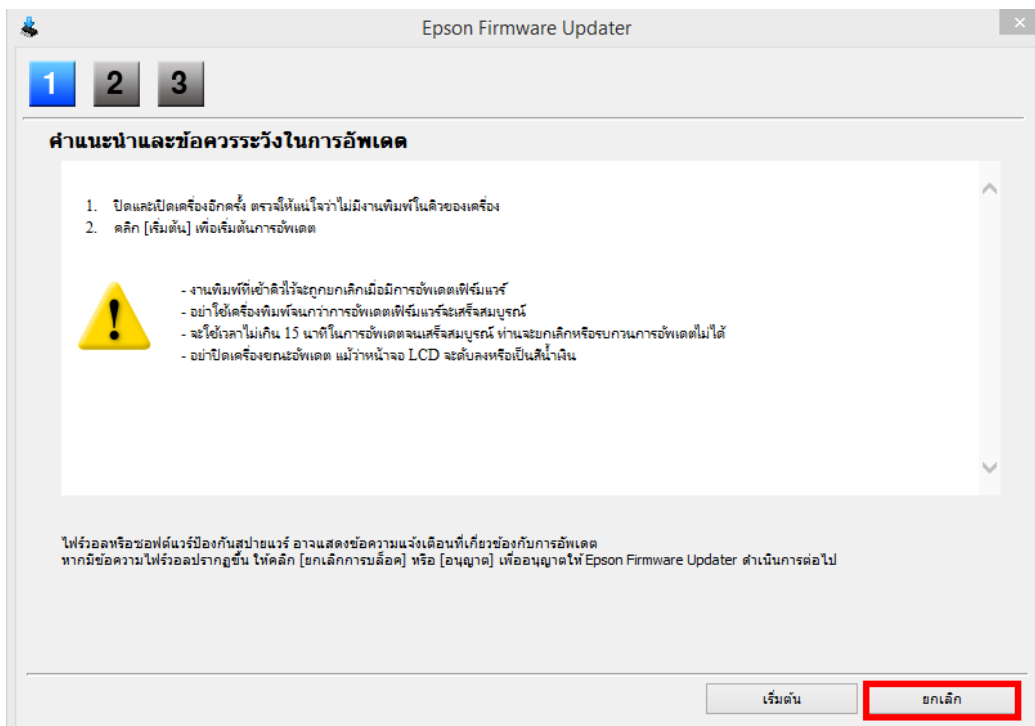 Epson Firmware Updater
1 2 3
คำแนะนำและข้อควรระวังในการอัพเดต
1. ปิดและเปิดเครื่องอีกครั้ง ตรวจให้แน่ใจว่าไม่มีงานพิมพ์ในคิวของเครื่อง
2. คลิก [เริ่มต้น] เพื่อเริ่มต้นการอัพเดต
- งานพิมพ์ที่เข้าคิวไว้จะถูกยกเลิกเมื่อมีการอัพเดตเฟิร์มแวร์
- อย่าใช้เครื่องพิมพ์จนกว่าการอัพเดตเฟิร์มแวร์จะเสร็จสมบูรณ์
- จะใช้เวลาไม่เกิน 15 นาทีในการอัพเดตจนเสร็จสมบูรณ์ ท่านจะยกเลิกหรือรบกวนการอัพเดตไม่ได้
- อย่าปิดเครื่องขณะอัพเดต แม้ว่าหน้าจอ LCD จะดับลงหรือเป็นสีน้ำเงิน
ไฟร์วอลหรือซอฟต์แวร์ป้องกันสปายแวร์ อาจแสดงข้อความแจ้งเตือนที่เกี่ยวข้องกับการอัพเดต
หากมีข้อความไฟร์วอลปรากฏขึ้น ให้คลิก [ยกเลิกการบล็อค] หรือ [อนุญาต] เพื่ออนุญาตให้ Epson Firmware Updater ดำเนินการต่อไป
เริ่มต้น ยกเลิก